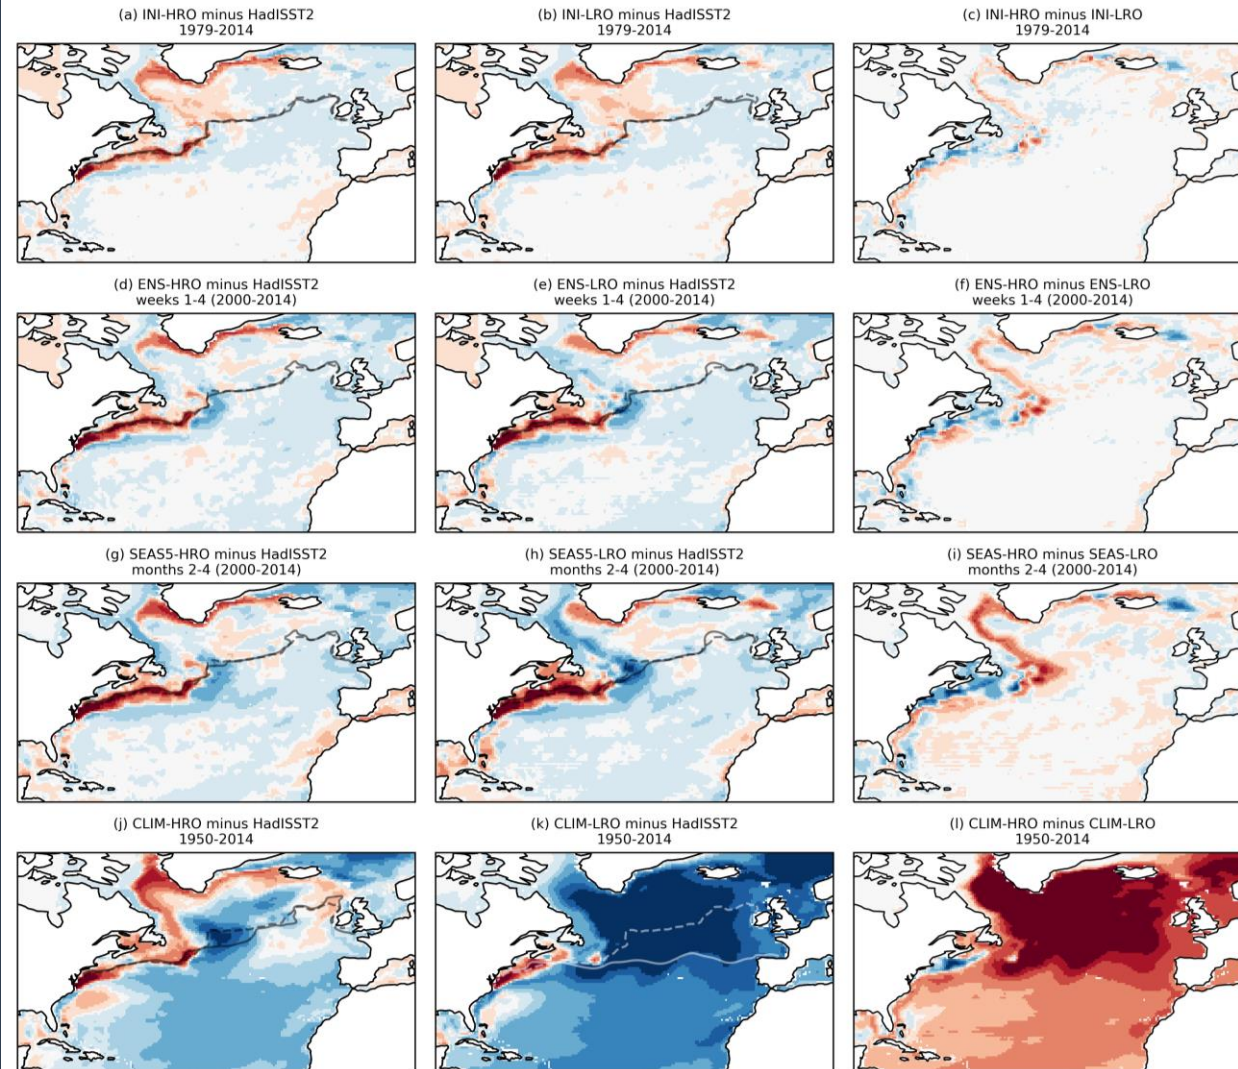 (a) INI-HRO minus HadISST2
1979-2014
(b) INI-LRO minus HadISST2
1979-2014
(c) INI-HRO minus INI-LRO
1979-2014
(d) ENS-HRO minus HadISST2
weeks 1-4 (2000-2014)
(e) ENS-LRO minus HadISST2
weeks 1-4 (2000-2014)
(f) ENS-HRO minus ENS-LRO
weeks 1-4 (2000-2014)
(g) SEAS5-HRO minus HadISST2
months 2-4 (2000-2014)
(h) SEAS5-LRO minus HadISST2
months 2-4 (2000-2014)
(i) SEAS-HRO minus SEAS-LRO
months 2-4 (2000-2014)
(j) CLIM-HRO minus HadISST2
1950-2014
(k) CLIM-LRO minus HadISST2
1950-2014
(l) CLIM-HRO minus CLIM-LRO
1950-2014